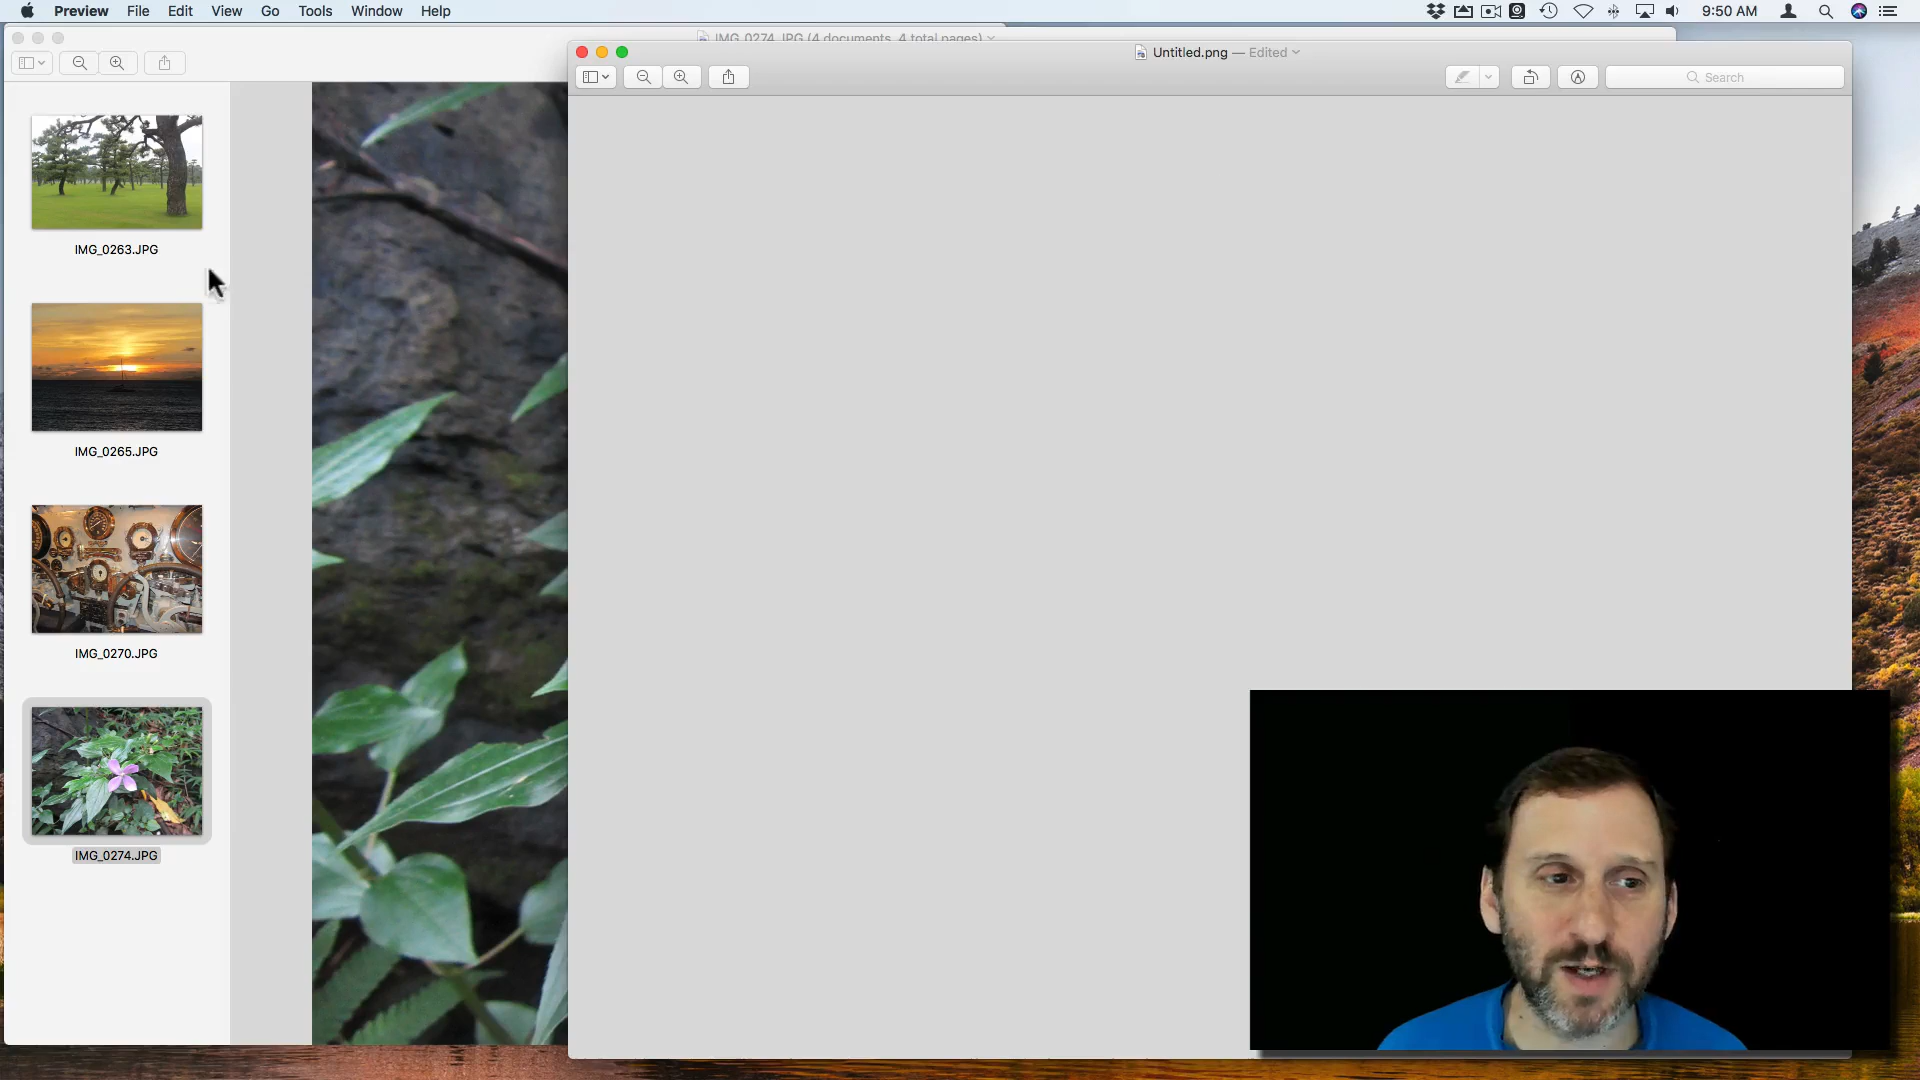 Preview File Edit View Go Tools Window Help 9:50 AM
IMG_0274.JPG (4 documents, 4 total pages)
Untitled.png — Edited
Search
IMG_0263.JPG
IMG_0265.JPG
IMG_0270.JPG
IMG_0274.JPG